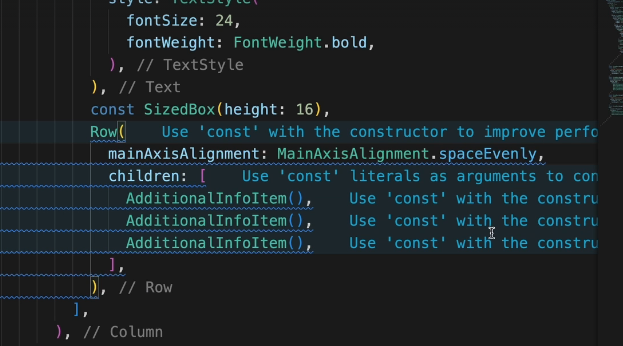 style: TextStyle(
fontSize: 24,
fontWeight: FontWeight.bold,
), // TextStyle
), // Text
const SizedBox(height: 16),
Row( Use 'const' with the constructor to improve perfo
mainAxisAlignment: MainAxisAlignment.spaceEvenly,
children: [ Use 'const' literals as arguments to con
AdditionalInfoItem(), Use 'const' with the constru
AdditionalInfoItem(), Use 'const' with the constru
AdditionalInfoItem(), Use 'const' with the constru
],
), // Row
],
), // Column